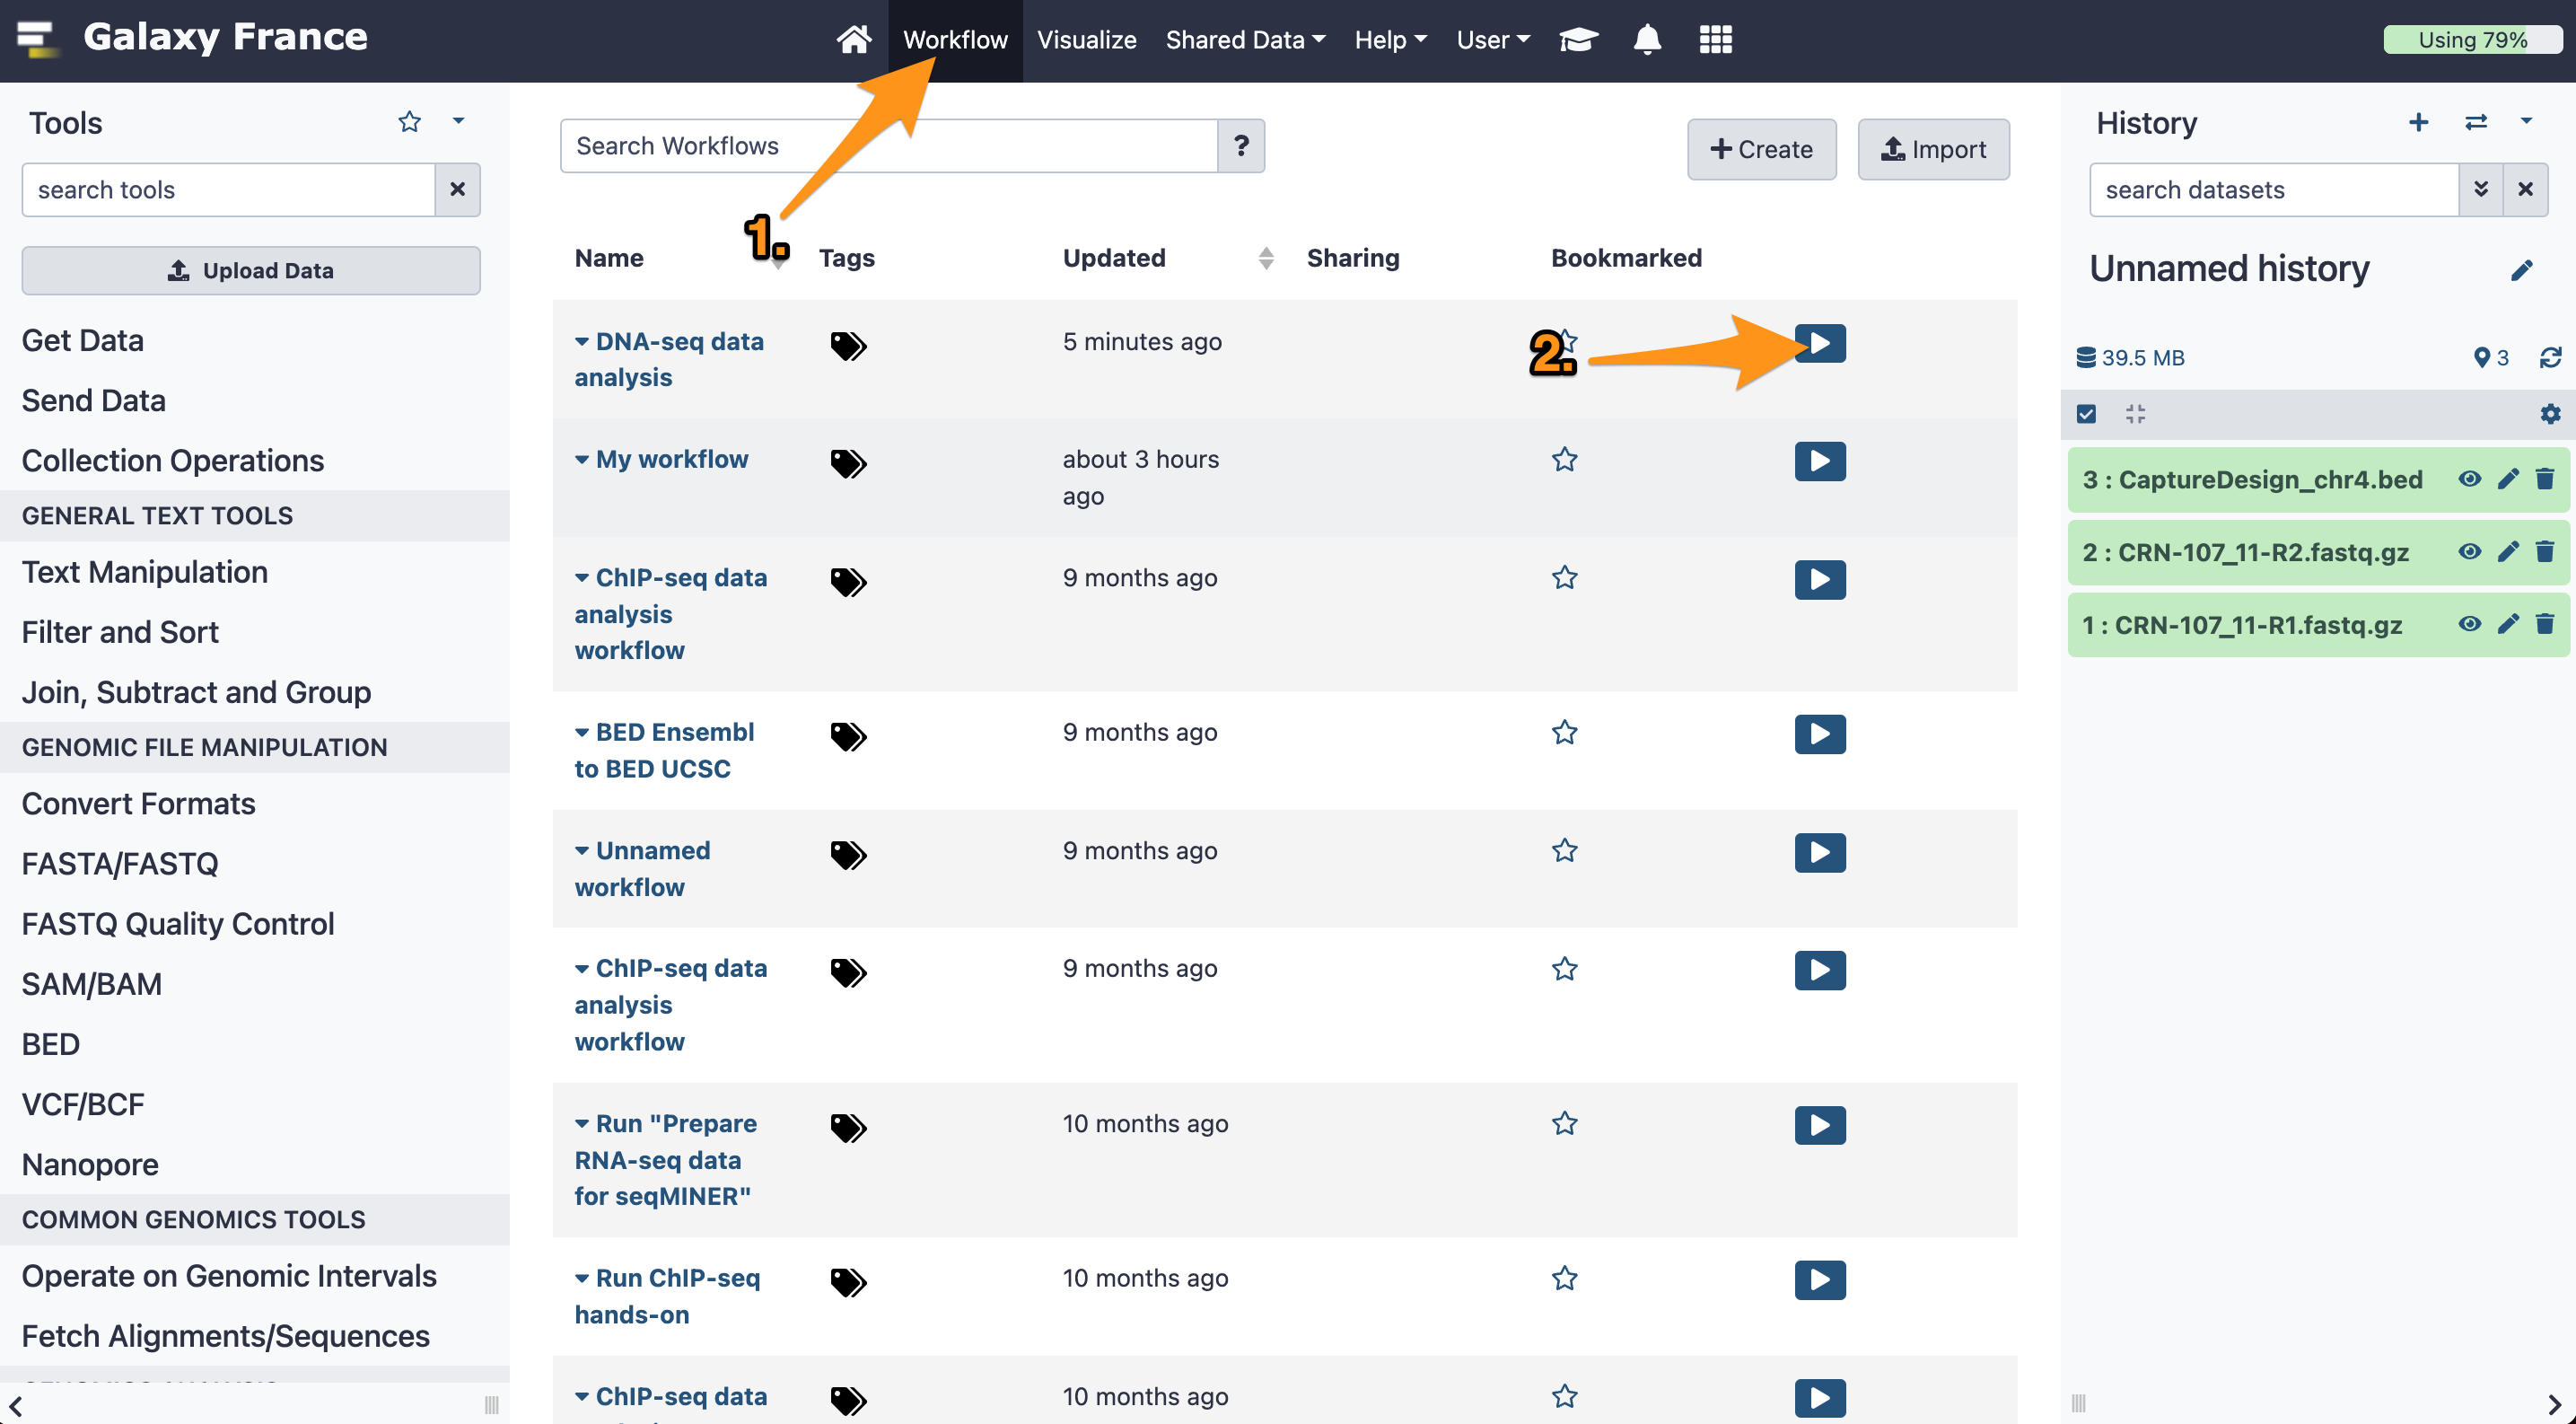 Galaxy France
Workflow
Visualize
Shared Data
Help
User
Using 79%
Tools
search tools
Upload Data
Get Data
Send Data
Collection Operations
GENERAL TEXT TOOLS
Text Manipulation
Filter and Sort
Join, Subtract and Group
GENOMIC FILE MANIPULATION
Convert Formats
FASTA/FASTQ
FASTQ Quality Control
SAM/BAM
BED
VCF/BCF
Nanopore
COMMON GENOMICS TOOLS
Operate on Genomic Intervals
Fetch Alignments/Sequences
Search Workflows
?
Create
Import
1.
Name
Tags
Updated
Sharing
Bookmarked
DNA-seq data
analysis
5 minutes ago
2.
My workflow
about 3 hours
ago
ChIP-seq data
analysis
workflow
9 months ago
BED Ensembl
to BED UCSC
9 months ago
Unnamed
workflow
9 months ago
ChIP-seq data
analysis
workflow
9 months ago
Run "Prepare
RNA-seq data
for seqMINER"
10 months ago
Run ChIP-seq
hands-on
10 months ago
ChIP-seq data
10 months ago
History
search datasets
Unnamed history
39.5 MB
3
3 : CaptureDesign_chr4.bed
2 : CRN-107_11-R2.fastq.gz
1 : CRN-107_11-R1.fastq.gz